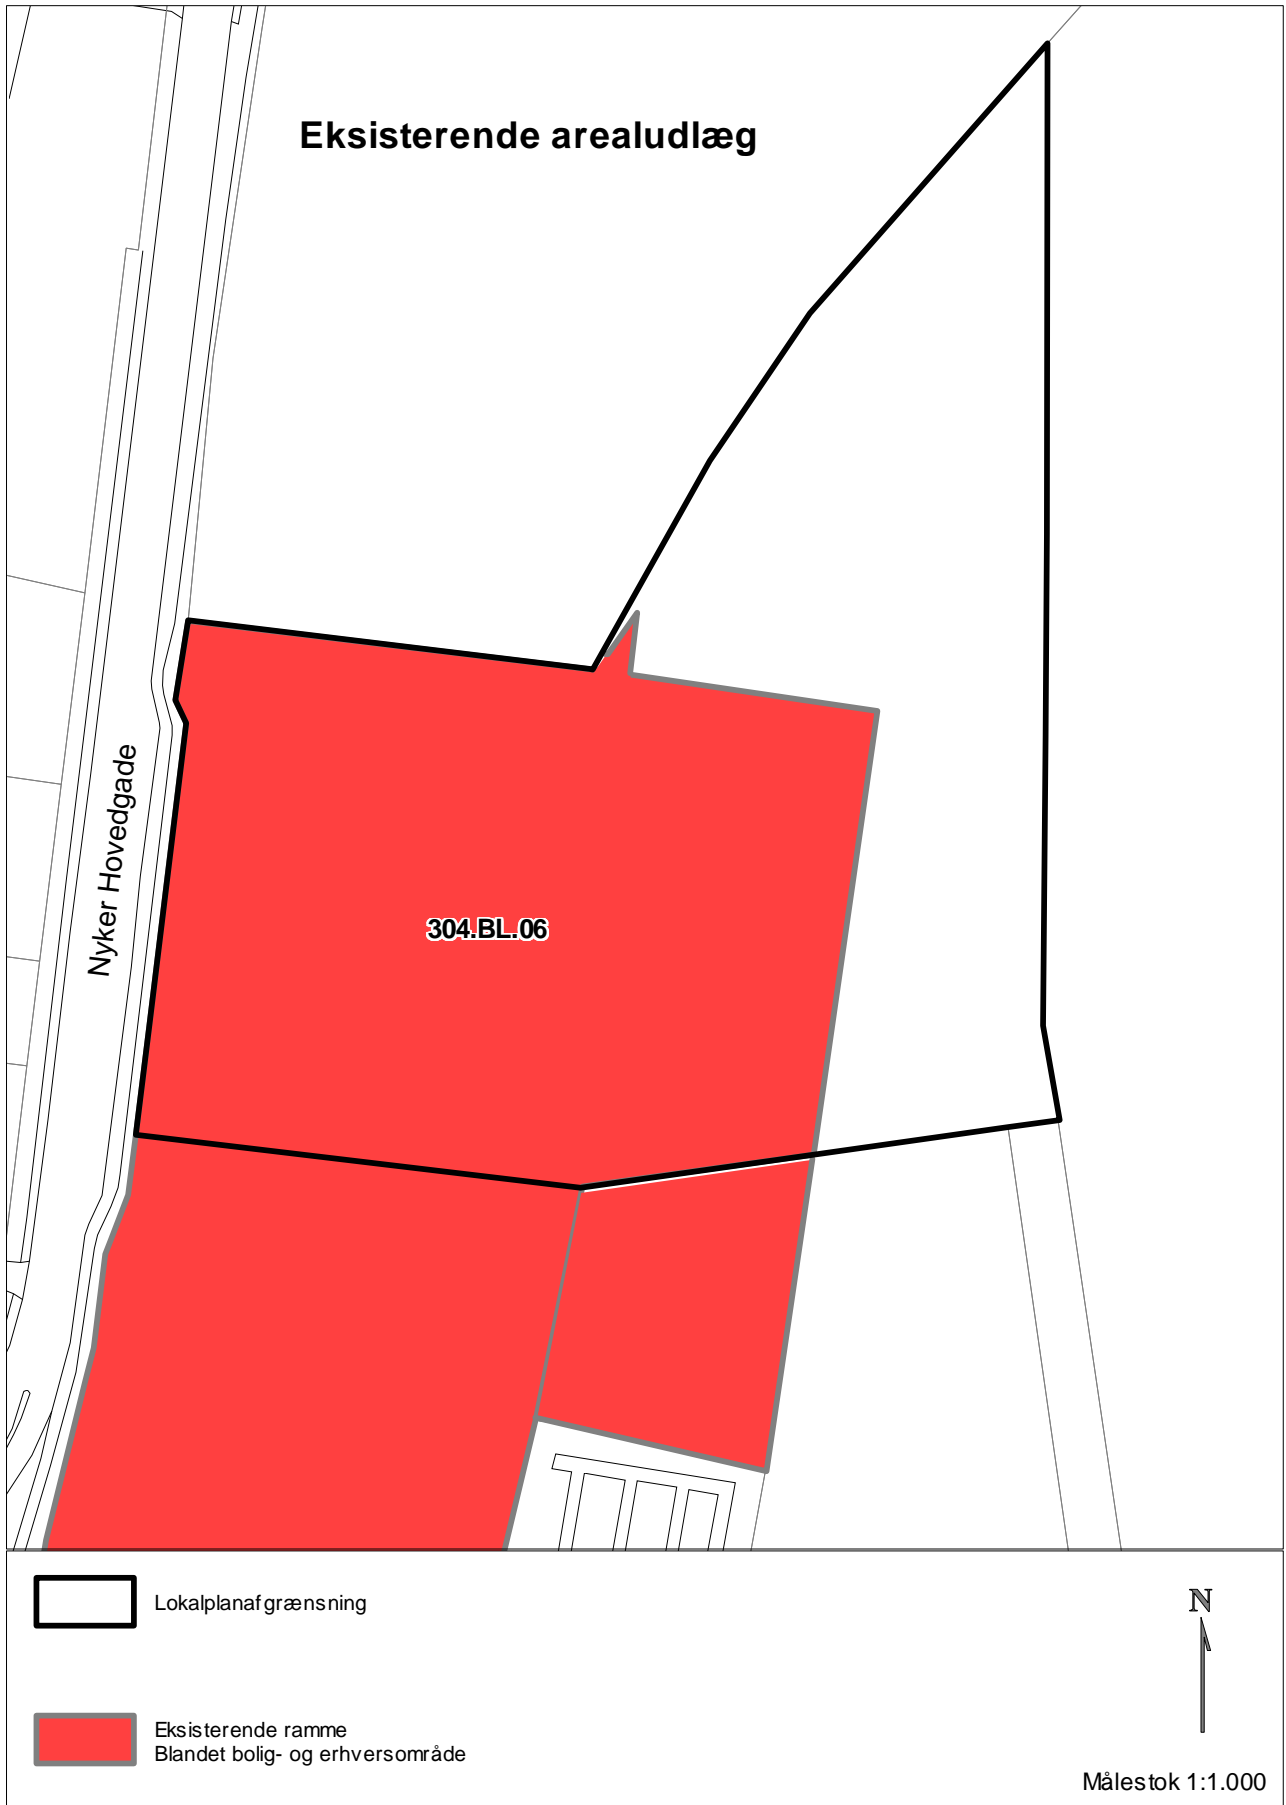 Eksisterende arealudlæg
Nyker Hovedgade
304.BL.06
Lokalplanafgrænsning
N
Eksisterende ramme
Blandet bolig- og erhversområde
Målestok 1:1.000